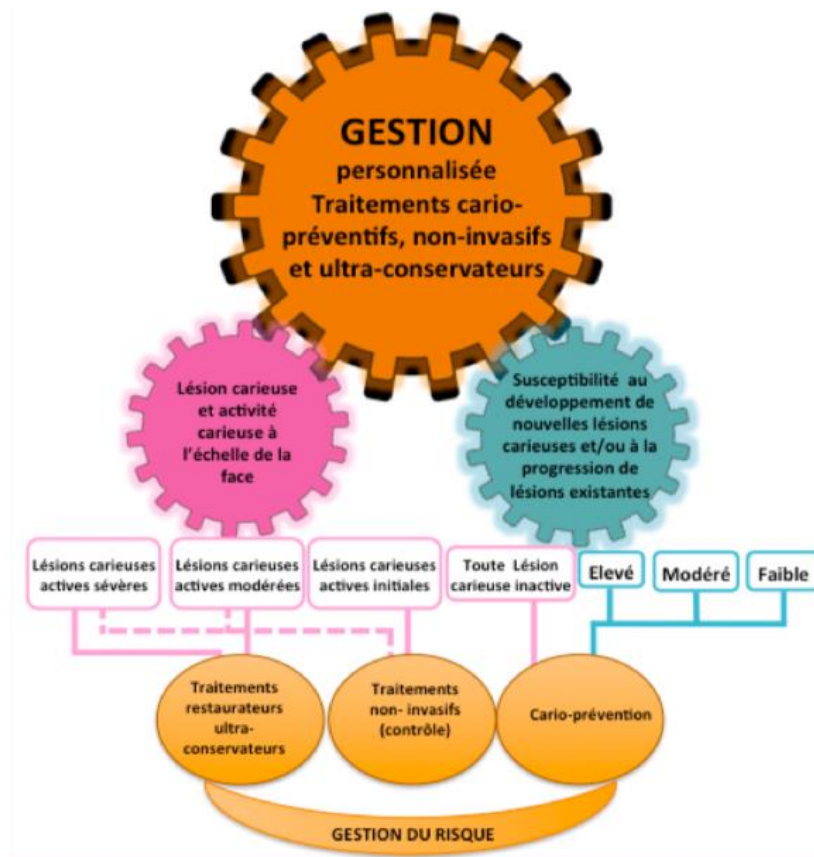 GESTION
personnalisée
Traitements cario-
préventifs, non-invasifs
et ultra-conservateurs
Lésion carieuse
et activité
carieuse à
l'échelle de la
face
Susceptibilité au
développement de
nouvelles lésions
carieuses et/ou à la
progression de
lésions existantes
Lésions carieuses
actives sévères
Lésions carieuses
actives modérées
Lésions carieuses
actives initiales
Toute Lésion
carieuse inactive
Elevé
Modéré
Faible
Traitements
restaurateurs
ultra-
conservateurs
Traitements
non- invasifs
(contrôle)
Cario-prévention
GESTION DU RISQUE